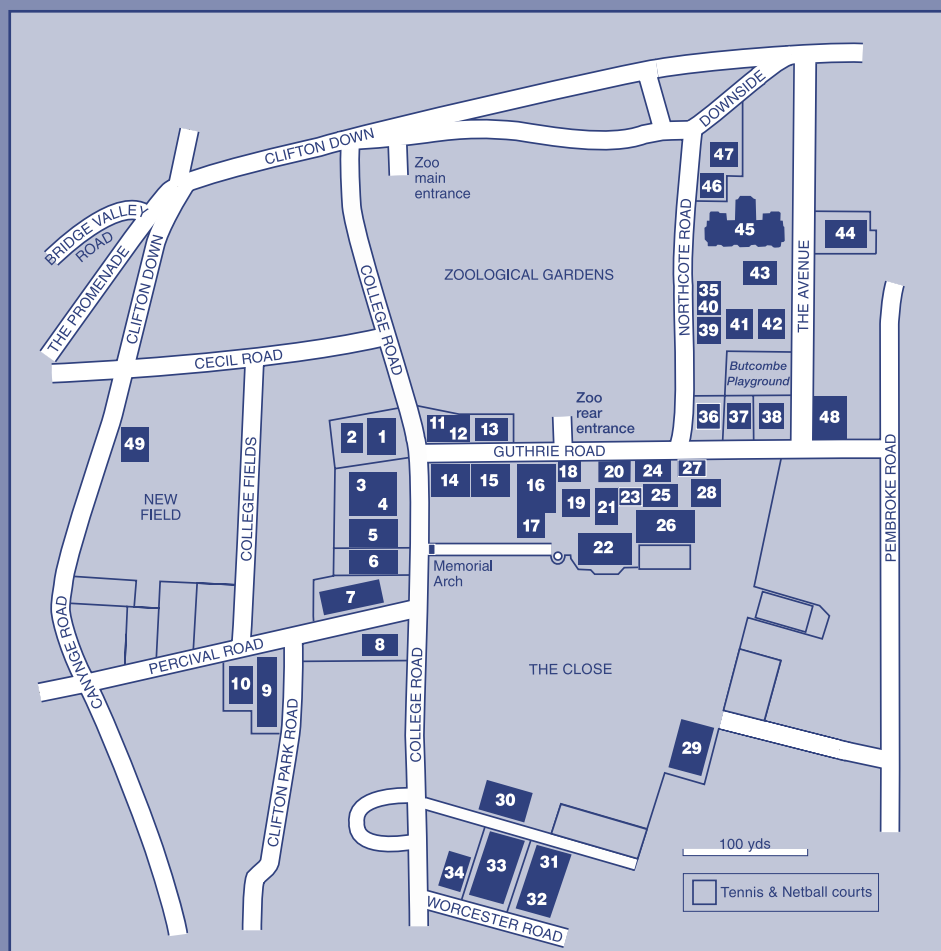 CLIFTON DOWN
DOWNSIDE
Zoo
main
entrance
47
46
BRIDGE VALLEY
ROAD
THE PROMENADE
CLIFTON DOWN
COLLEGE ROAD
ZOOLOGICAL GARDENS
NORTHCOTE ROAD
45
44
43
THE AVENUE
35
40
39
41
42
CECIL ROAD
Butcombe
Playground
Zoo
rear
entrance
36
37
38
48
2
1
11
12
13
49
GUTHRIE ROAD
PEMBROKE ROAD
NEW
FIELD
COLLEGE FIELDS
3
4
5
6
14
15
16
17
18
19
20
21
22
23
24
25
26
27
28
Memorial
Arch
7
8
CANYNGE ROAD
PERCIVAL ROAD
10
9
CLIFTON PARK ROAD
COLLEGE ROAD
THE CLOSE
29
30
31
32
33
34
WORCESTER ROAD
100 yds
Tennis & Netball courts